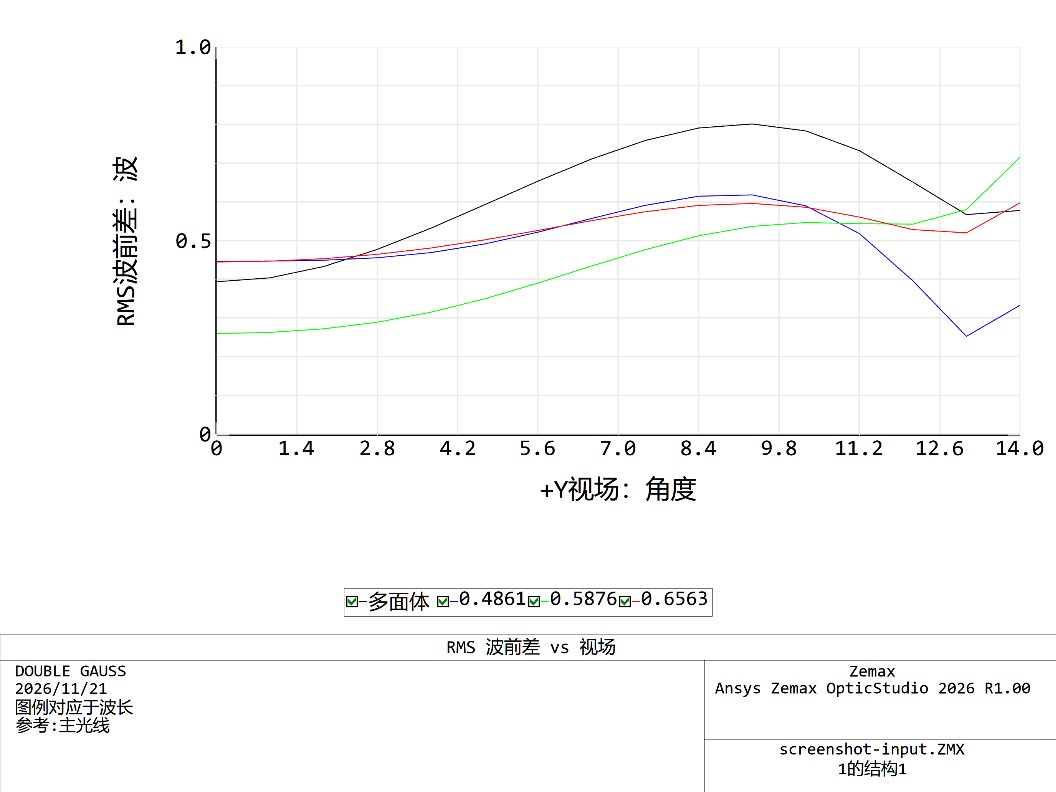 1.0
0.5
0
RMS波前差: 波
0 1.4 2.8 4.2 5.6 7.0 8.4 9.8 11.2 12.6 14.0
+Y视场: 角度
多面体 0.4861 0.5876 0.6563
RMS 波前差 vs 视场
DOUBLE GAUSS
2026/11/21
图例对应于波长
参考:主光线
Zemax
Ansys Zemax OpticStudio 2026 R1.00
screenshot-input.ZMX
1的结构1